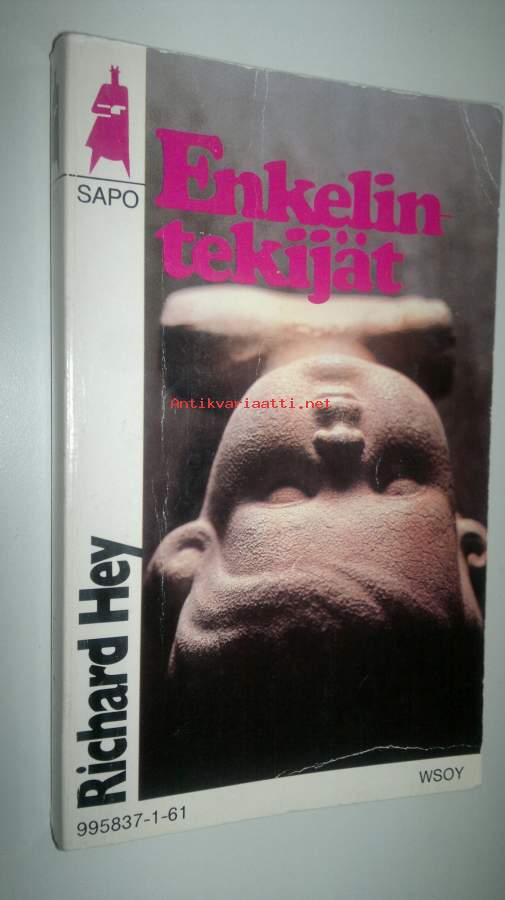 SAPO
Enkelin-
tekijät
Antikvariaatti.net
Richard Hey
WSOY
995837-1-61